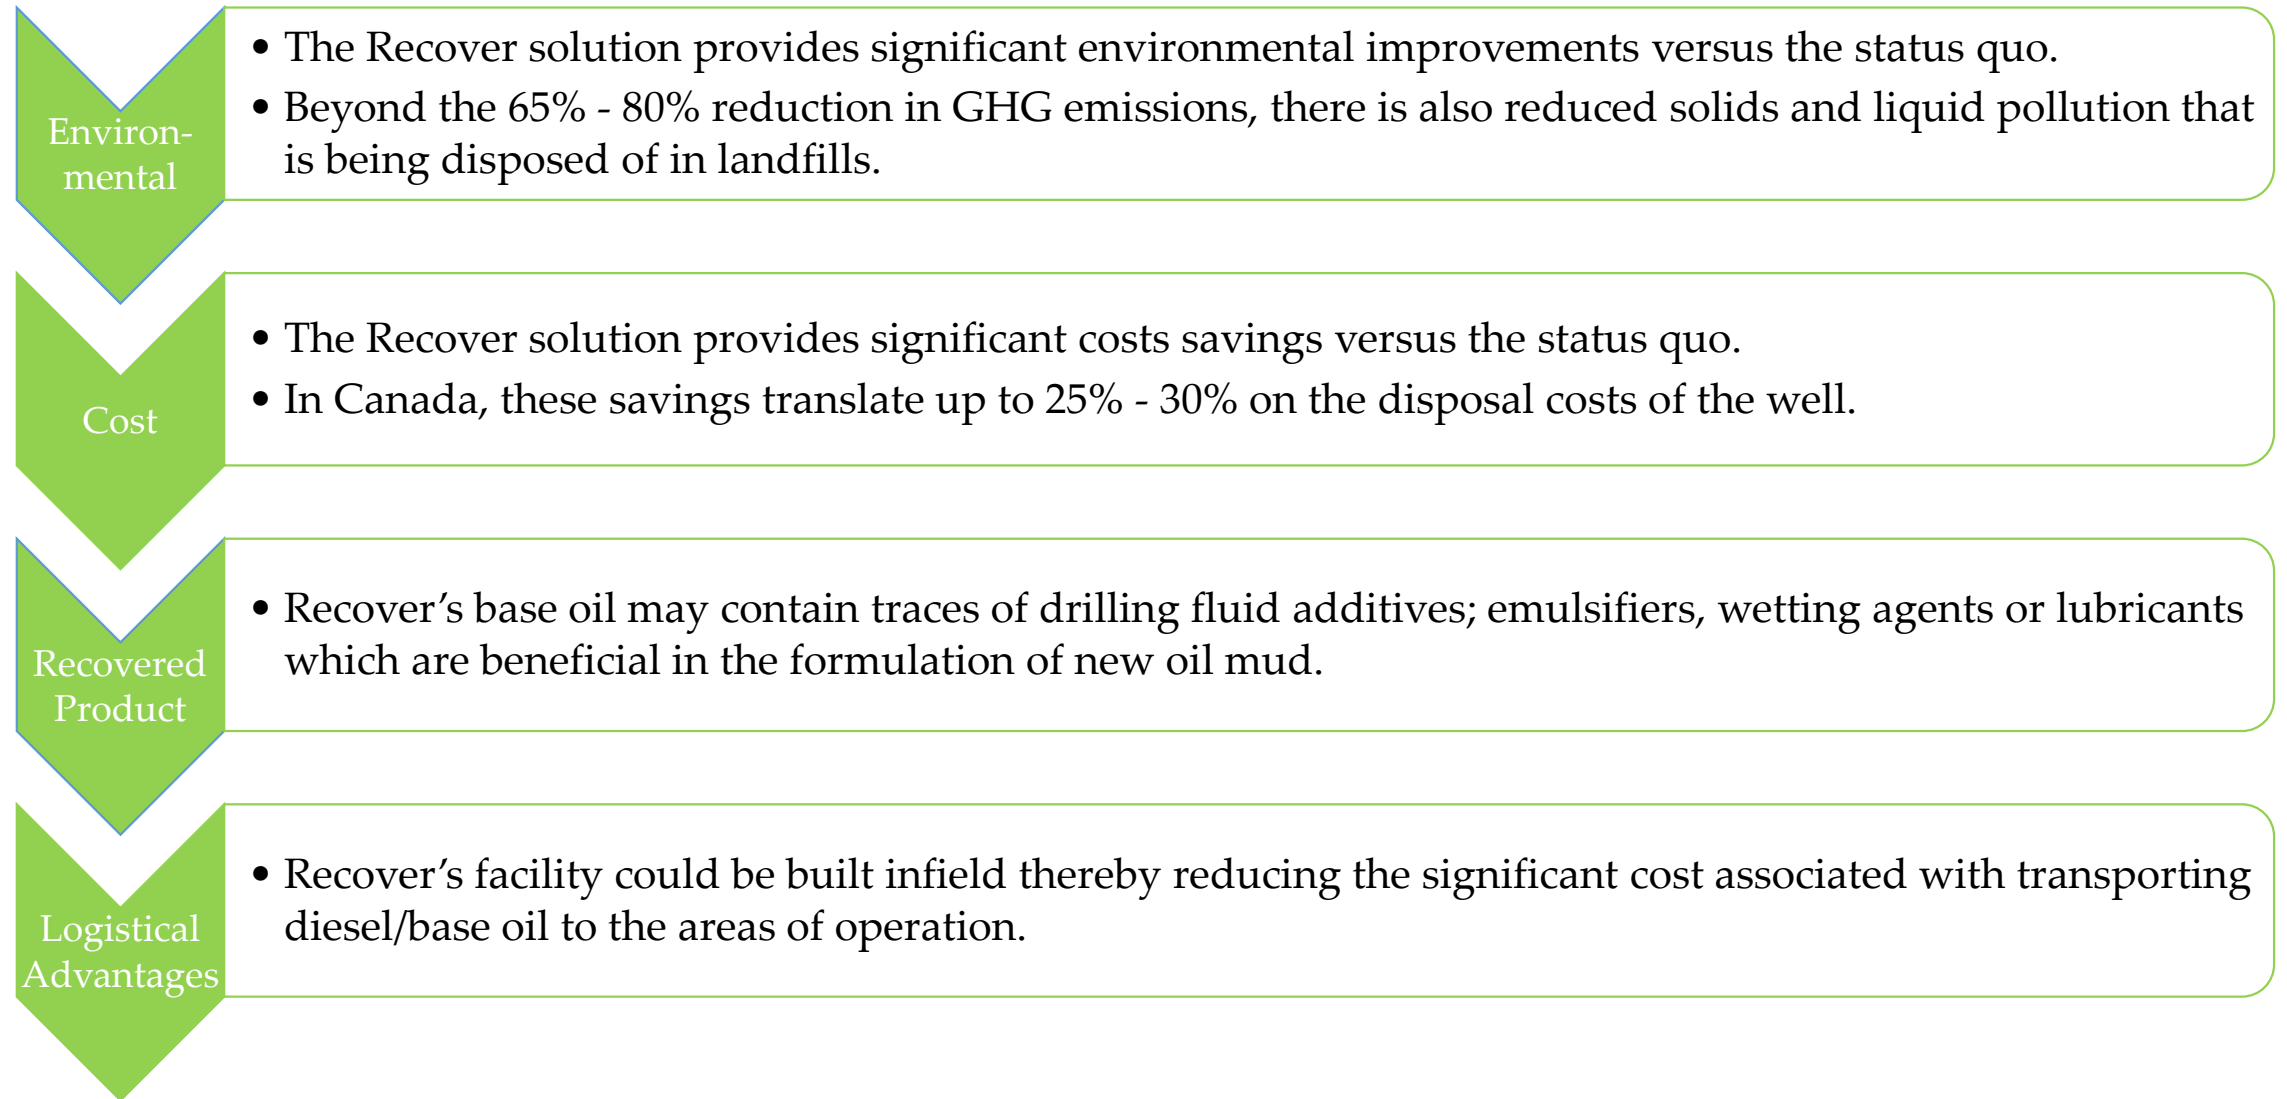 Environ-
mental
• The Recover solution provides significant environmental improvements versus the status quo.
• Beyond the 65% - 80% reduction in GHG emissions, there is also reduced solids and liquid pollution that
is being disposed of in landfills.
Cost
• The Recover solution provides significant costs savings versus the status quo.
• In Canada, these savings translate up to 25% - 30% on the disposal costs of the well.
Recovered
Product
• Recover’s base oil may contain traces of drilling fluid additives; emulsifiers, wetting agents or lubricants
which are beneficial in the formulation of new oil mud.
Logistical
Advantages
• Recover’s facility could be built infield thereby reducing the significant cost associated with transporting
diesel/base oil to the areas of operation.